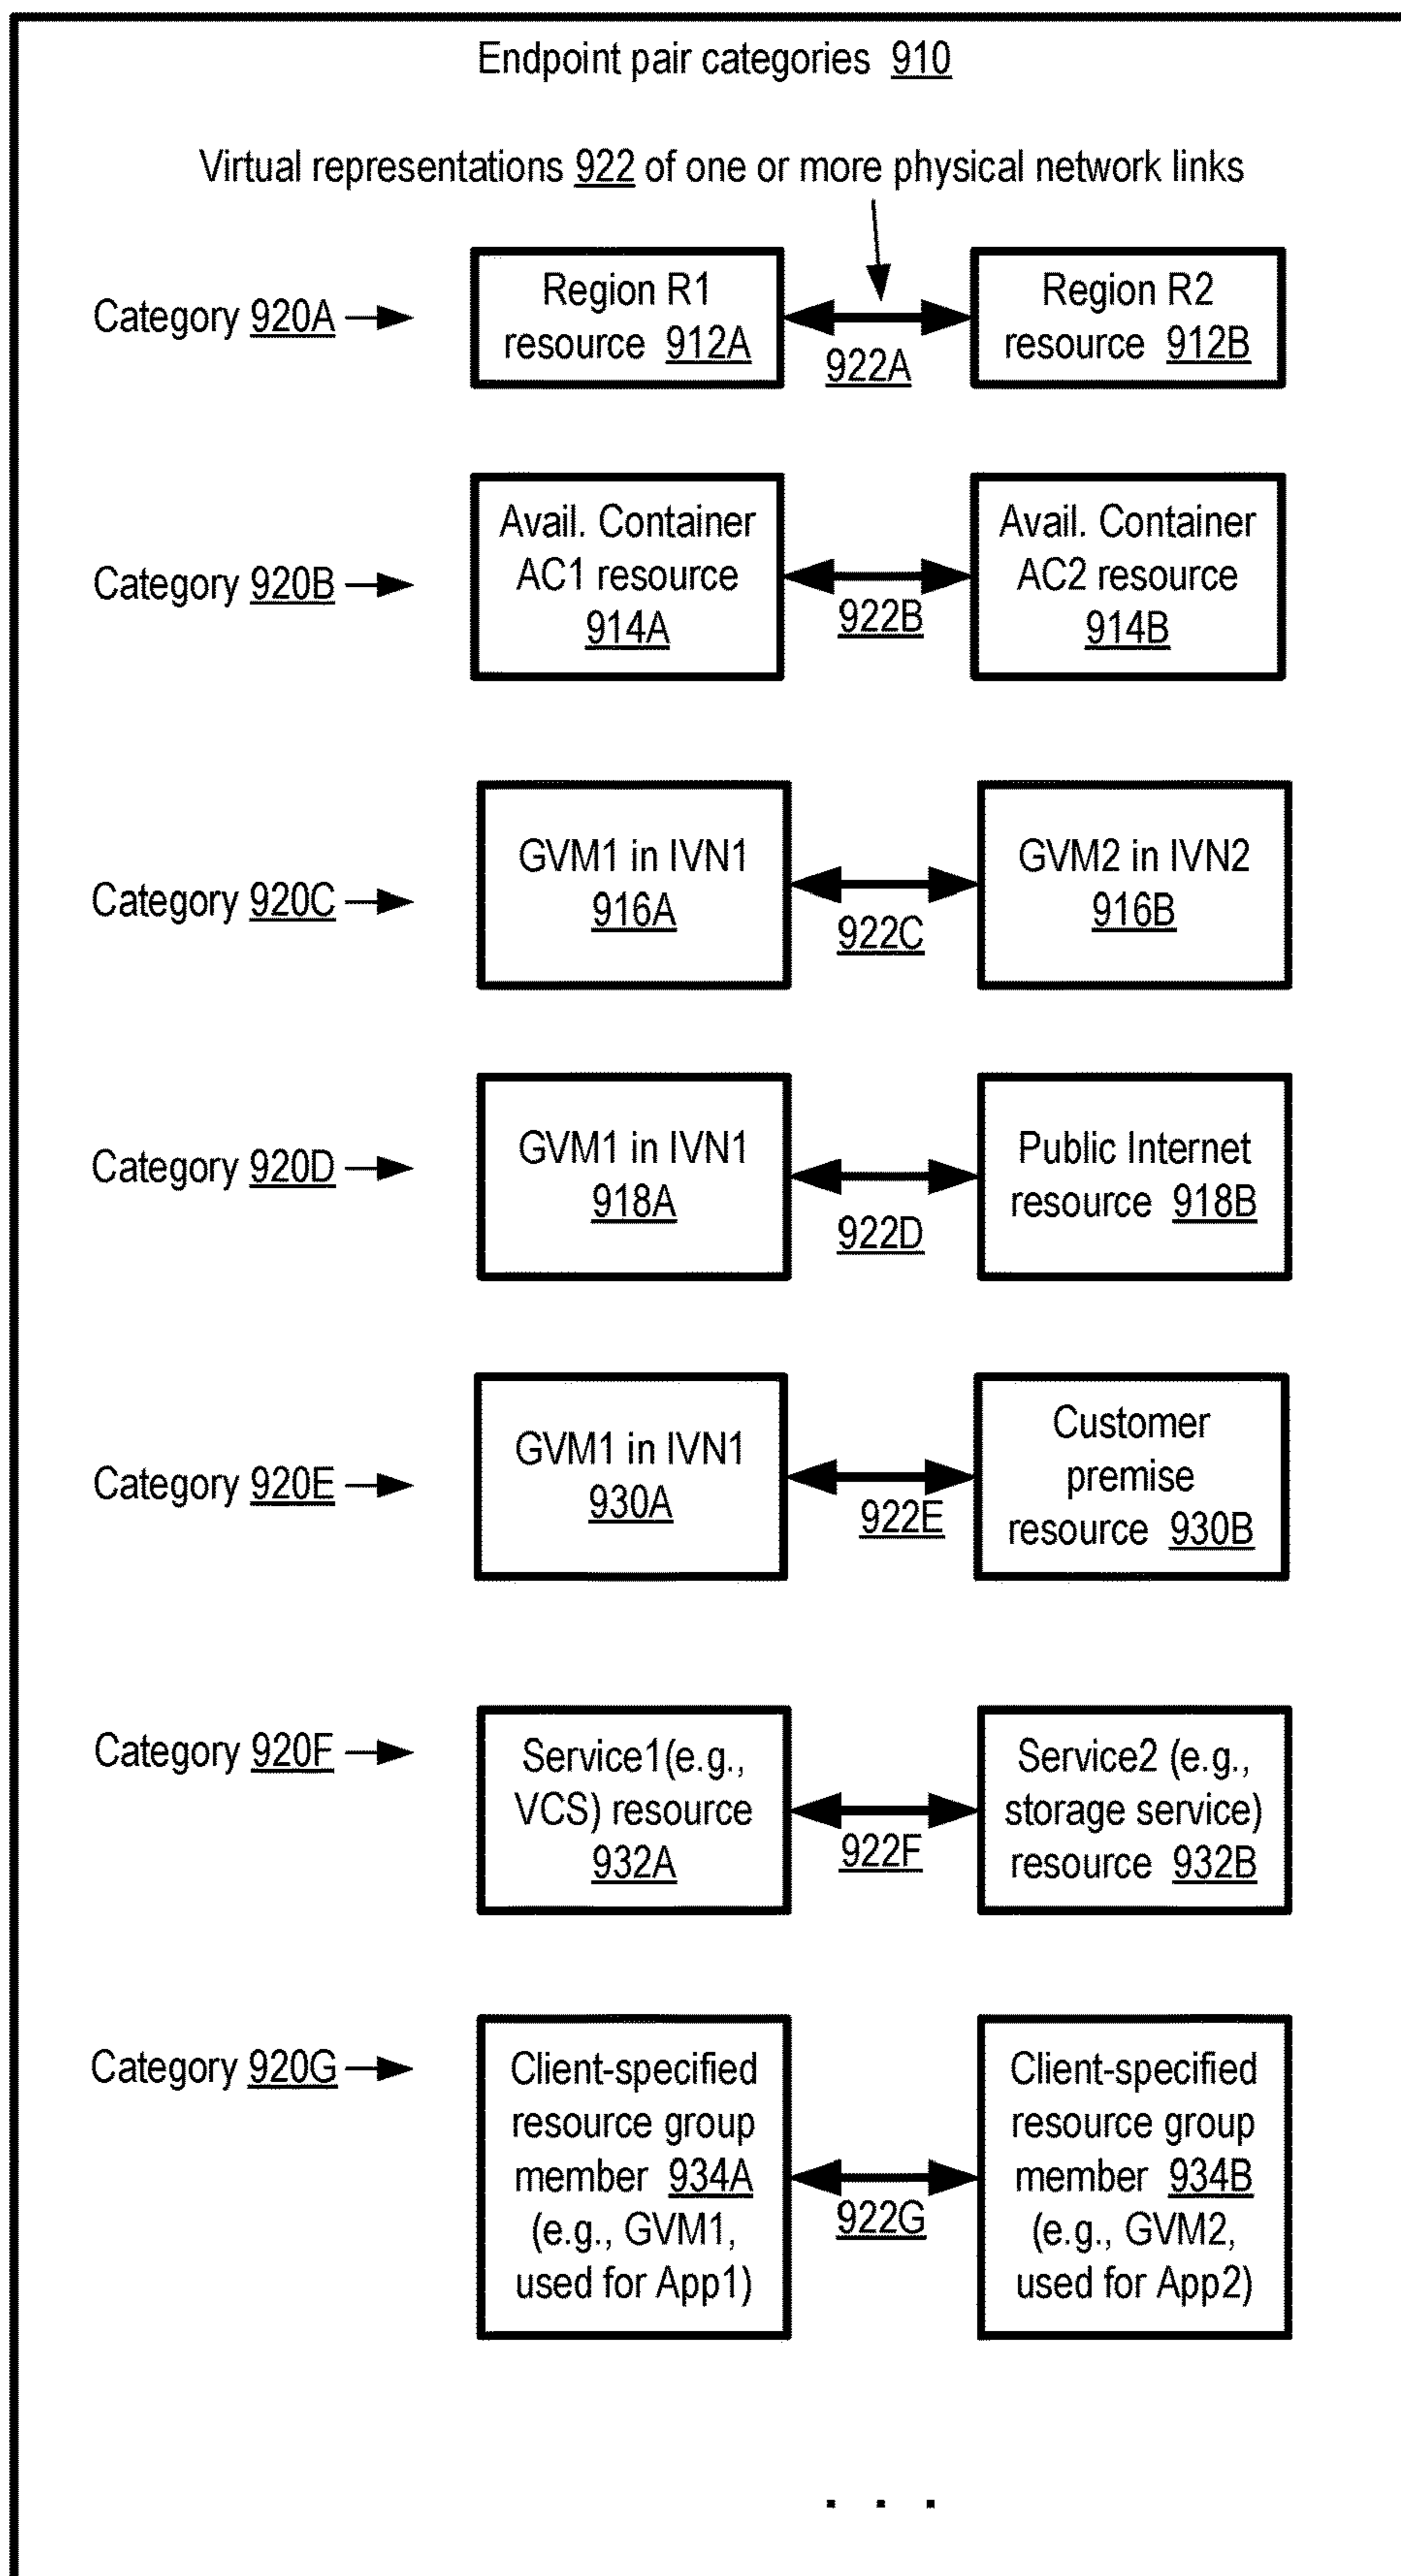 Endpoint pair categories 910
Virtual representations 922 of one or more physical network links
Category 920A
Region R1
resource 912A
922A
Region R2
resource 912B
Category 920B
Avail. Container
AC1 resource
914A
922B
Avail. Container
AC2 resource
914B
Category 920C
GVM1 in IVN1
916A
922C
GVM2 in IVN2
916B
Category 920D
GVM1 in IVN1
918A
922D
Public Internet
resource 918B
Category 920E
GVM1 in IVN1
930A
922E
Customer
premise
resource 930B
Category 920F
Service1(e.g.,
VCS) resource
932A
922F
Service2 (e.g.,
storage service)
resource 932B
Category 920G
Client-specified
resource group
member 934A
(e.g., GVM1,
used for App1)
922G
Client-specified
resource group
member 934B
(e.g., GVM2,
used for App2)
. . .